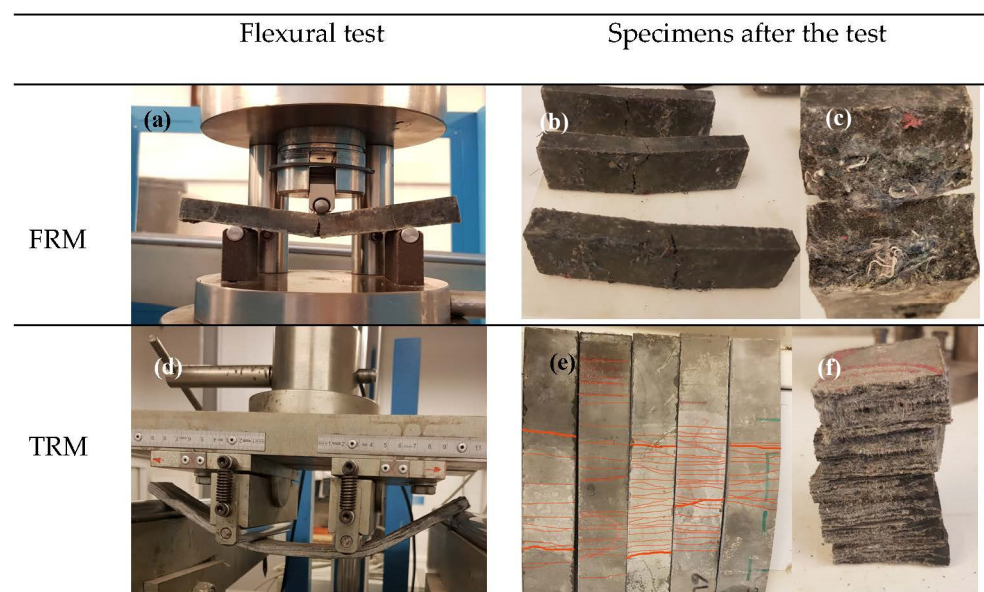 Flexural test
Specimens after the test
FRM
(a)
(b)
(c)
TRM
(d)
(e)
(f)